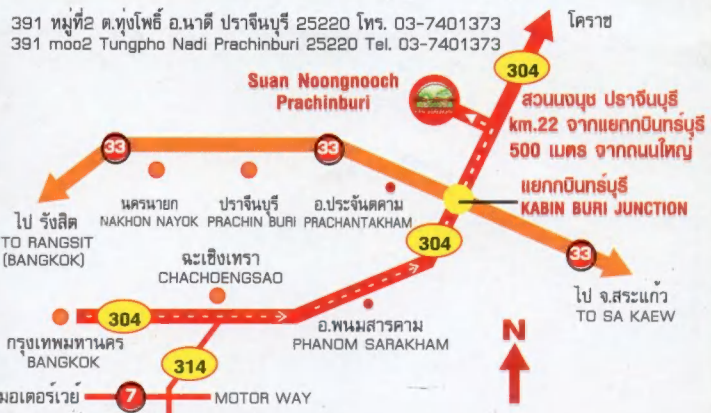 391 หมู่ที่2 ต.ทุ่งโพธิ์ อ.นาดี ปราจีนบุรี 25220 โทร. 03-7401373
391 moo2 Tungpho Nadi Prachinburi 25220 Tel. 03-7401373
โคราช
304
Suan Noongnooch
Prachinburi
สวนนงนุช ปราจีนบุรี
km.22 จากแยกกบินทร์บุรี
500 เมตร จากถนนใหญ่
33
33
แยกกบินทร์บุรี
KABIN BURI JUNCTION
นครนายก
NAKHON NAYOK
ปราจีนบุรี
PRACHIN BURI
อ.ประจันตคาม
PRACHANTAKHAM
ไป รังสิต
TO RANGSIT
(BANGKOK)
304
33
ฉะเชิงเทรา
CHACHOENGSAO
ไป จ.สระแก้ว
TO SA KAEW
304
กรุงเทพมหานคร
BANGKOK
อ.พนมสารคาม
PHANOM SARAKHAM
N
314
มอเตอร์เวย์
7
MOTOR WAY